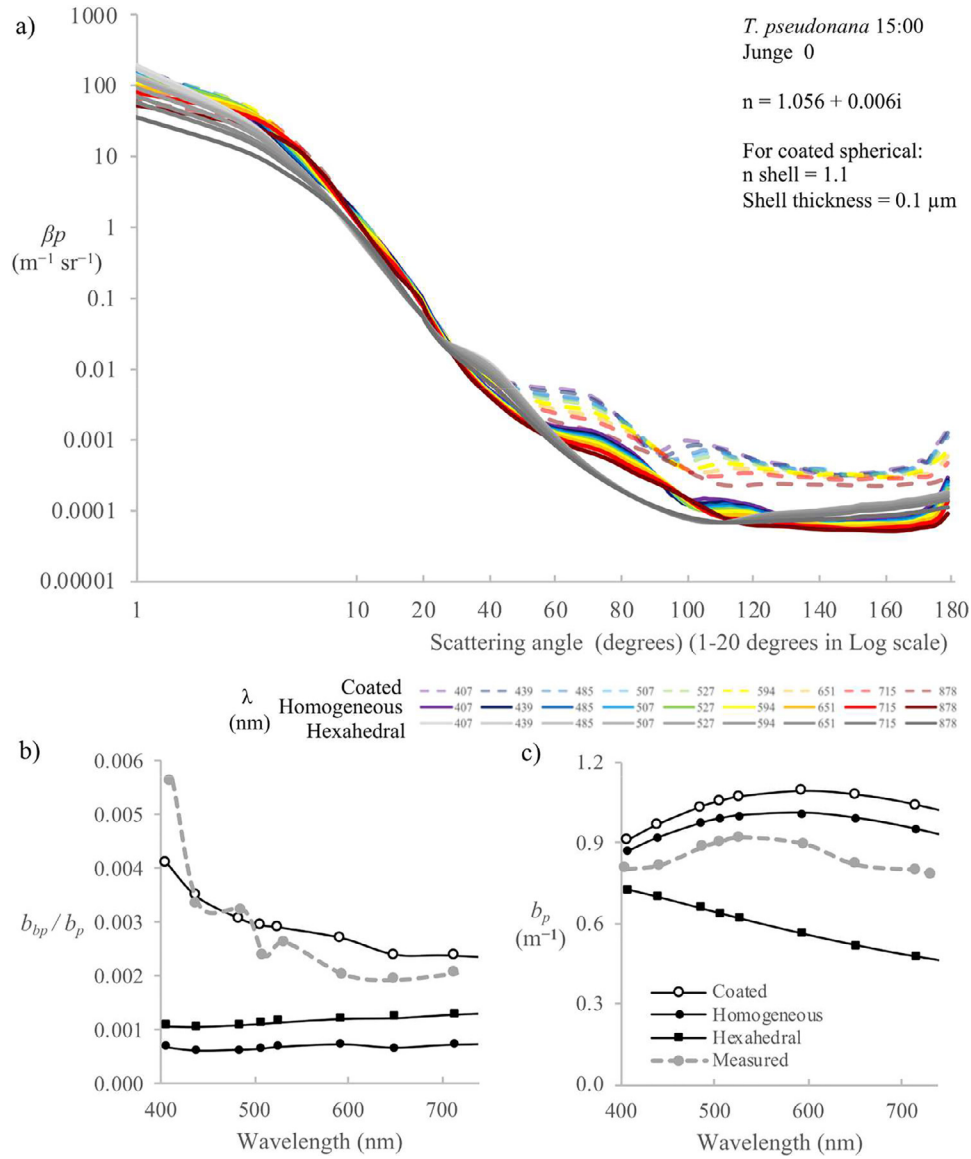 a)
T. pseudonana 15:00
Junge 0
n = 1.056 + 0.006i
For coated spherical:
n shell = 1.1
Shell thickness = 0.1 µm
1000
100
10
1
0.1
0.01
0.001
0.0001
0.00001
βp
(m⁻¹ sr⁻¹)
1 10 20 40 60 80 100 120 140 160 180
Scattering angle (degrees) (1-20 degrees in Log scale)
λ
(nm)
Coated 407 439 485 507 527 594 651 715 878
Homogeneous 407 439 485 507 527 594 651 715 878
Hexahedral 407 439 485 507 527 594 651 715 878
b)
0.006
0.005
0.004
0.003
0.002
0.001
0.000
b_bp / b_p
400 500 600 700
Wavelength (nm)
c)
1.2
0.9
0.6
0.3
0.0
b_p
(m⁻¹)
Coated
Homogeneous
Hexahedral
Measured
400 500 600 700
Wavelength (nm)